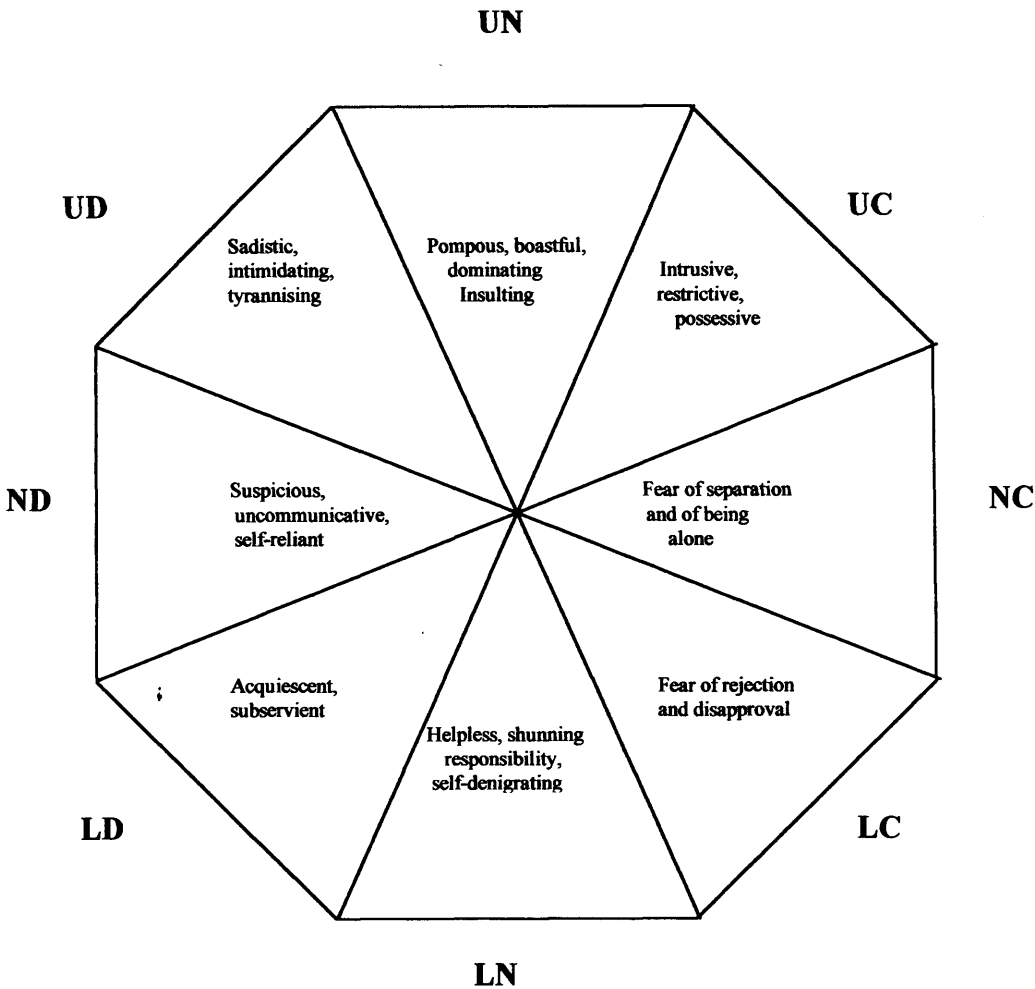 UN
UD
UC
Sadistic,
intimidating,
tyrannising
Pompous, boastful,
dominating
Insulting
Intrusive,
restrictive,
possessive
ND
Suspicious,
uncommunicative,
self-reliant
Fear of separation
and of being
alone
NC
Acquiescent,
subservient
Helpless, shunning
responsibility,
self-denigrating
Fear of rejection
and disapproval
LD
LC
LN